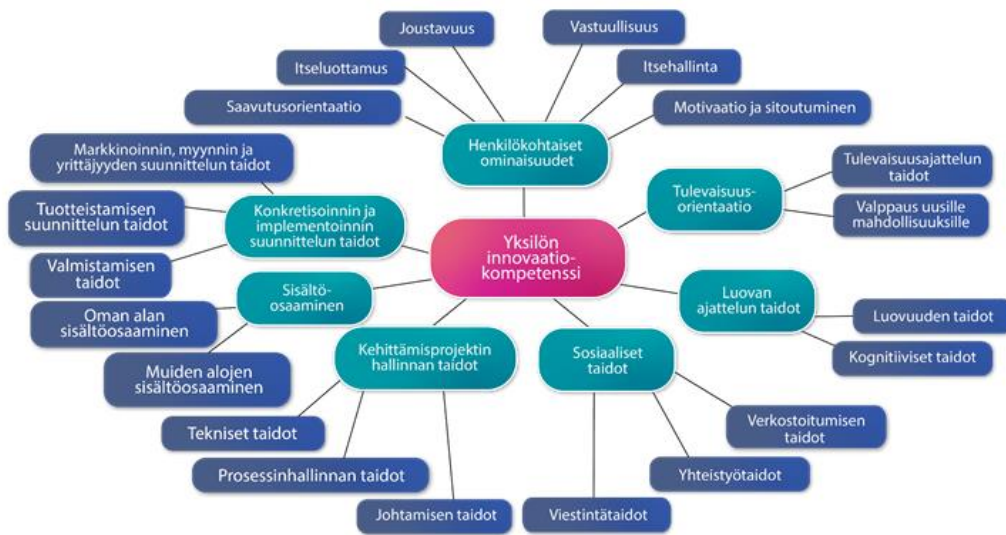 Joustavuus
Vastuullisuus
Itseluottamus
Itsehallinta
Saavutusorientaatio
Motivaatio ja sitoutuminen
Henkilökohtaiset
ominaisuudet
Markkinoinnin, myynnin ja
yrittäjyyden suunnittelun taidot
Tuotteistamisen
suunnittelun taidot
Valmistamisen
taidot
Konkretisoinnin ja
implementoinnin
suunnittelun taidot
Tulevaisuus-
orientaatio
Tulevaisuusajattelun
taidot
Valppaus uusille
mahdollisuuksille
Yksilön
innovaatio-
kompetenssi
Sisältö-
osaaminen
Oman alan
sisältöosaaminen
Muiden alojen
sisältöosaaminen
Luovan
ajattelun taidot
Luovuuden taidot
Kognitiiviset taidot
Kehittämisprojektin
hallinnan taidot
Tekniset taidot
Prosessinhallinnan taidot
Johtamisen taidot
Sosiaaliset
taidot
Verkostoitumisen
taidot
Yhteistyötaidot
Viestintätaidot